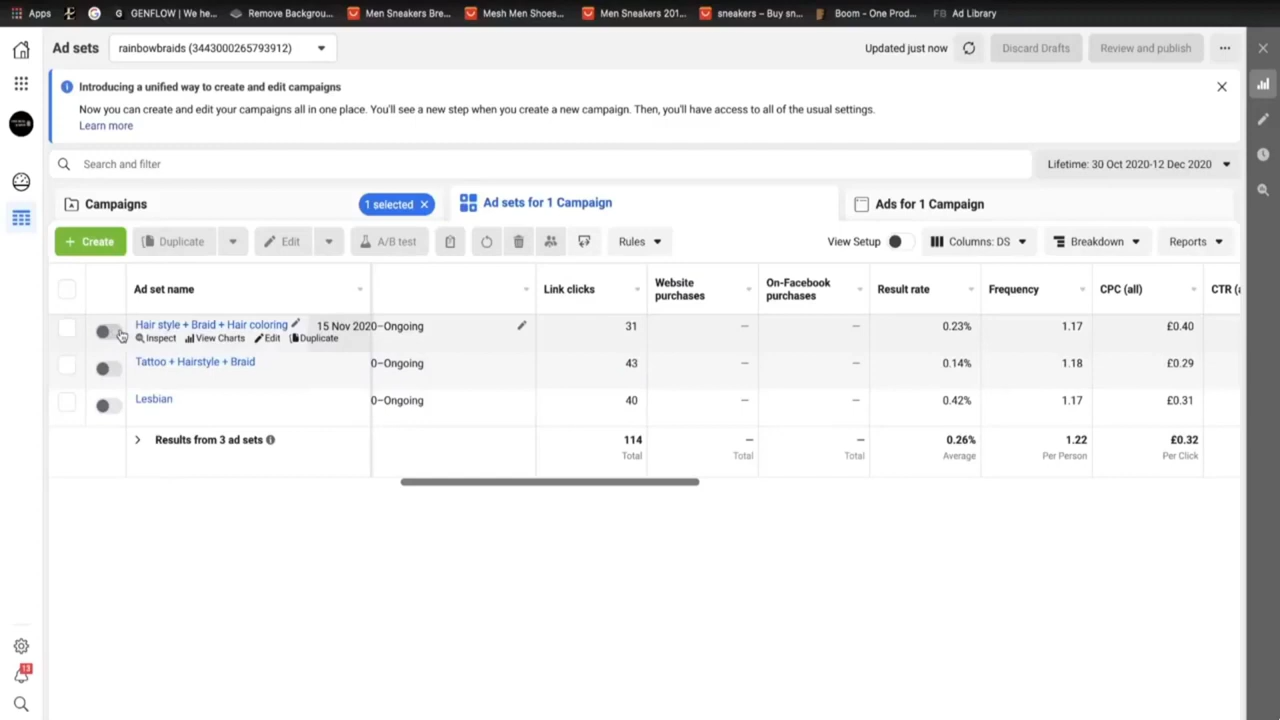 Apps
G GENFLOW | We he...
Remove Backgrou...
Men Sneakers Bre...
Mesh Men Shoes...
Men Sneakers 201...
sneakers – Buy sn...
Boom - One Prod...
FB Ad Library
Ad sets
rainbowbraids (3443000265793912)
Updated just now
Discard Drafts
Review and publish
Introducing a unified way to create and edit campaigns
Now you can create and edit your campaigns all in one place. You'll see a new step when you create a new campaign. Then, you'll have access to all of the usual settings.
Learn more
Search and filter
Lifetime: 30 Oct 2020-12 Dec 2020
Campaigns
1 selected
Ad sets for 1 Campaign
Ads for 1 Campaign
+ Create
Duplicate
Edit
A/B test
Rules
View Setup
Columns: DS
Breakdown
Reports
Ad set name
Link clicks
Website purchases
On-Facebook purchases
Result rate
Frequency
CPC (all)
CTR (a
Hair style + Braid + Hair coloring
15 Nov 2020–Ongoing
31
—
—
0.23%
1.17
£0.40
Inspect
View Charts
Edit
Duplicate
Tattoo + Hairstyle + Braid
0–Ongoing
43
—
—
0.14%
1.18
£0.29
Lesbian
0–Ongoing
40
—
—
0.42%
1.17
£0.31
Results from 3 ad sets
114
—
—
0.26%
1.22
£0.32
Total
Total
Total
Average
Per Person
Per Click
13